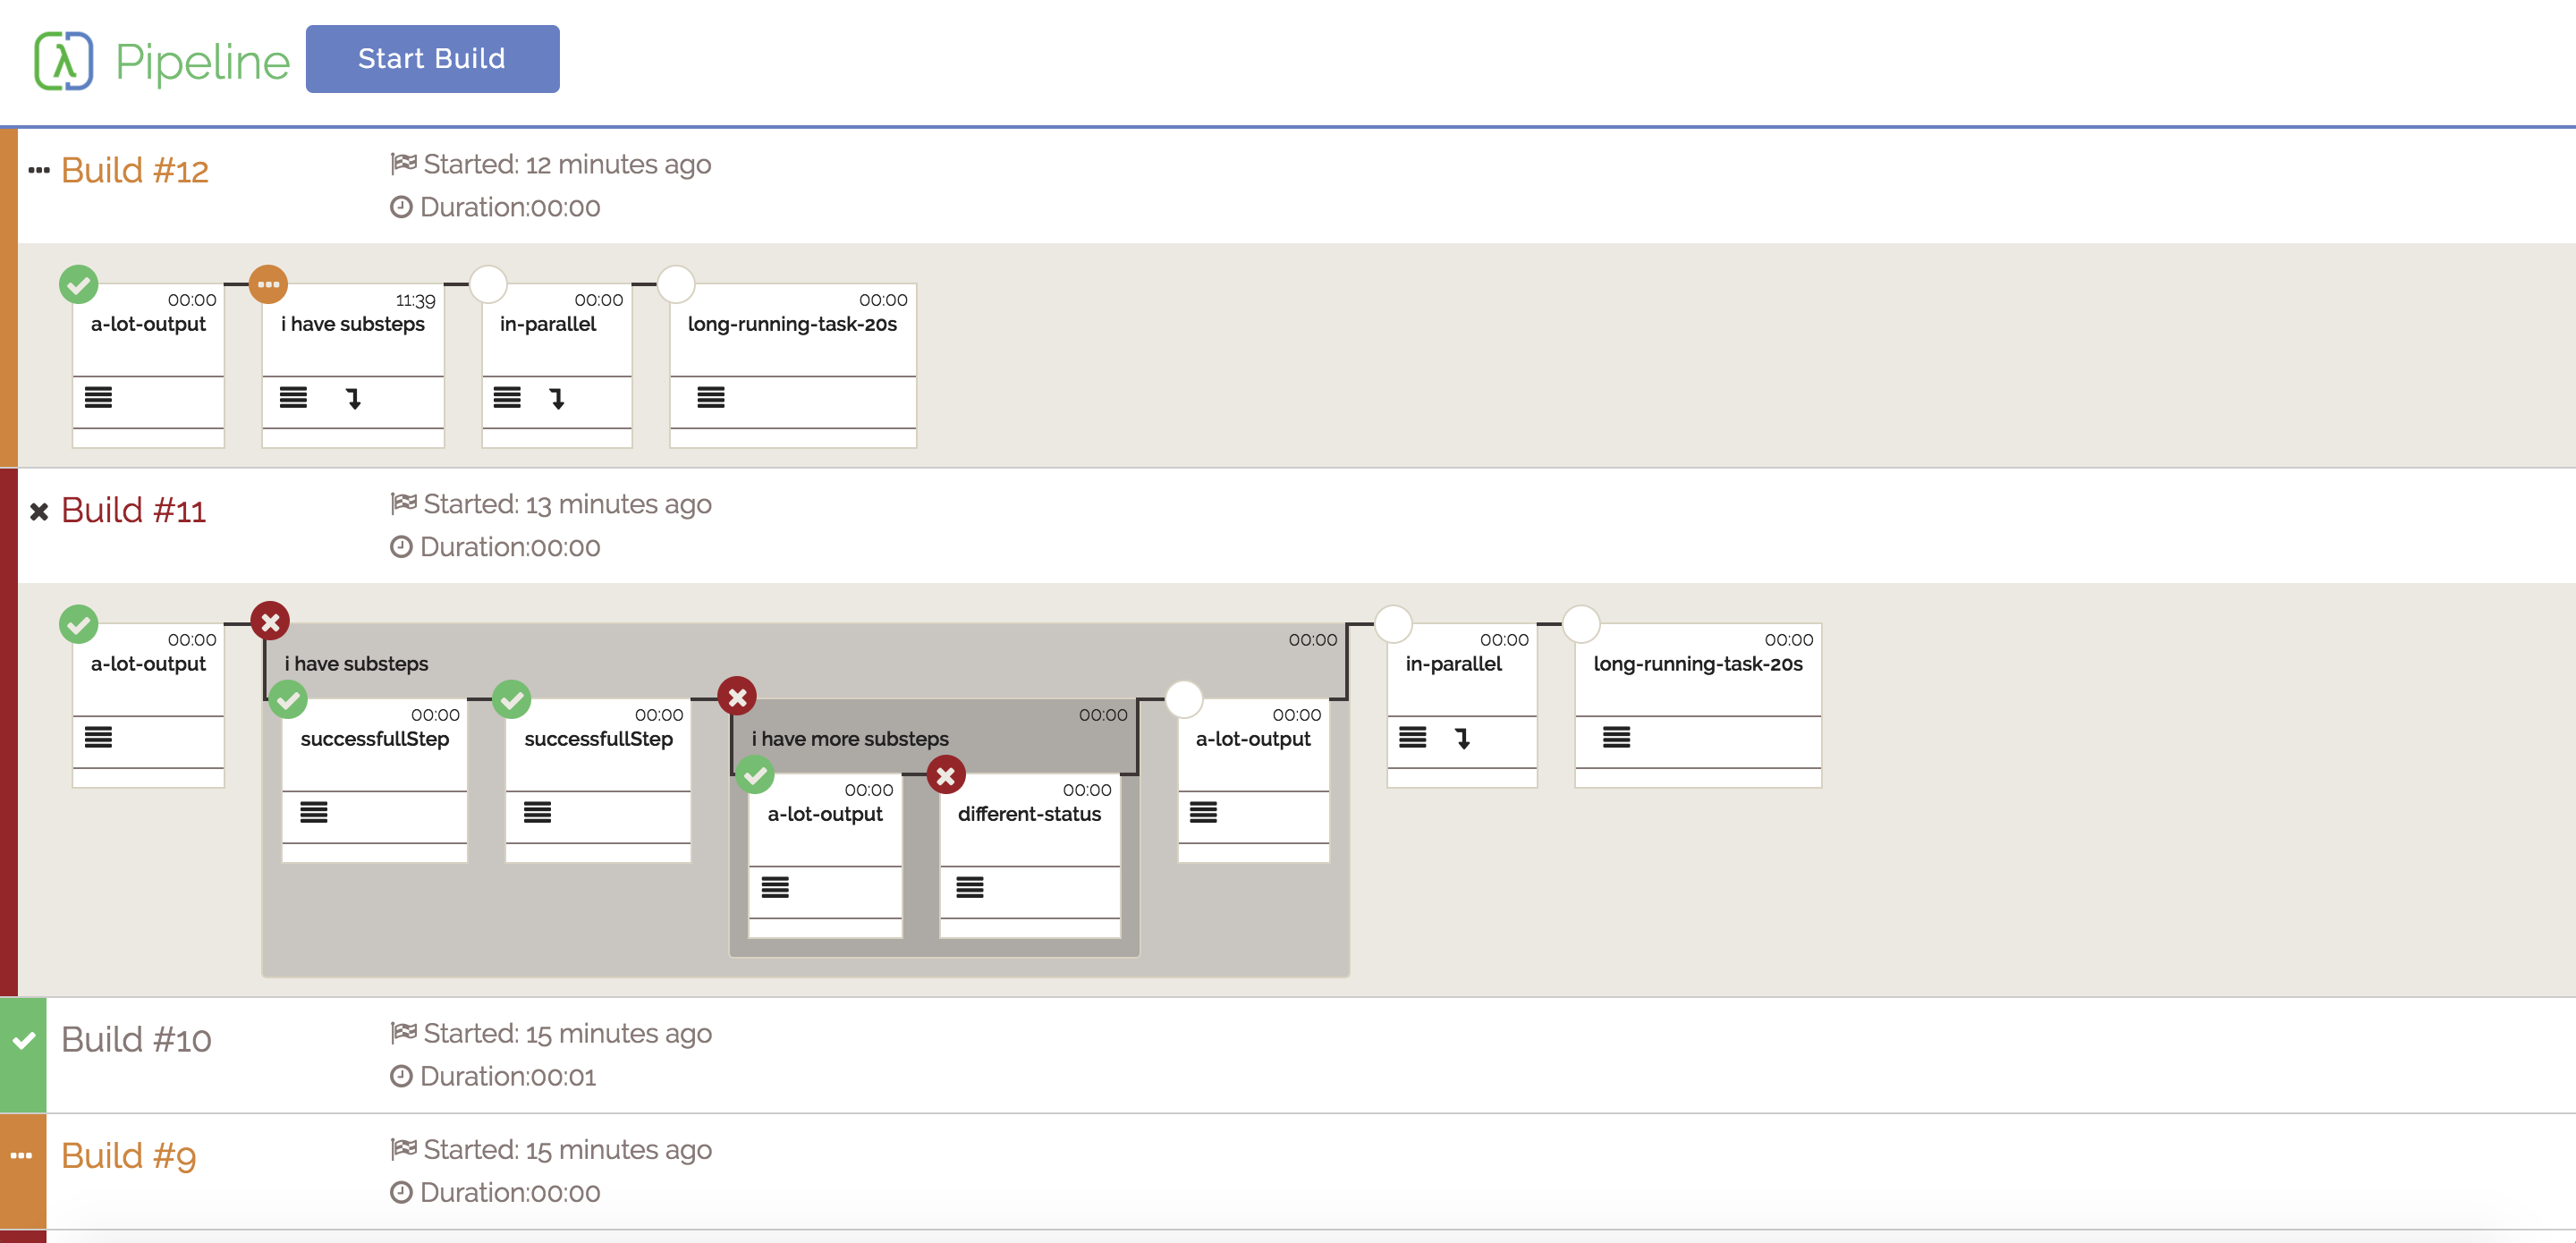 λ Pipeline Start Build
Build #12
Started: 12 minutes ago
Duration:00:00
00:00
a-lot-output
11:39
i have substeps
00:00
in-parallel
00:00
long-running-task-20s
Build #11
Started: 13 minutes ago
Duration:00:00
00:00
a-lot-output
00:00
i have substeps
00:00
successfullStep
00:00
successfullStep
00:00
i have more substeps
00:00
a-lot-output
00:00
different-status
00:00
a-lot-output
00:00
in-parallel
00:00
long-running-task-20s
Build #10
Started: 15 minutes ago
Duration:00:01
Build #9
Started: 15 minutes ago
Duration:00:00